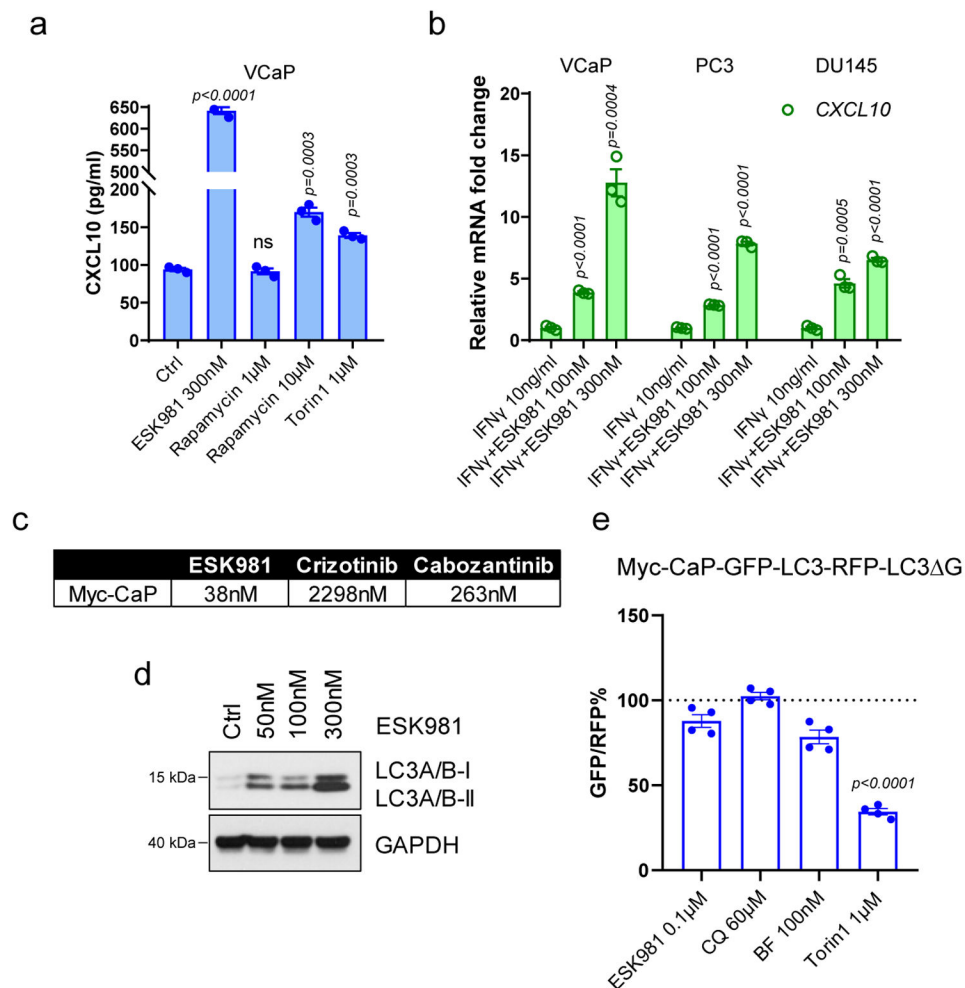 a
VCaP
CXCL10 (pg/ml)
650
600
550
500
200
150
100
50
0
p<0.0001
ns
p=0.0003
p=0.0003
Ctrl
ESK981 300nM
Rapamycin 1μM
Rapamycin 10μM
Torin1 1μM
b
VCaP PC3 DU145
CXCL10
Relative mRNA fold change
20
15
10
5
0
p<0.0001
p=0.0004
p<0.0001
p<0.0001
p=0.0005
p<0.0001
IFNγ 10ng/ml
IFNγ+ESK981 100nM
IFNγ+ESK981 300nM
IFNγ 10ng/ml
IFNγ+ESK981 100nM
IFNγ+ESK981 300nM
IFNγ 10ng/ml
IFNγ+ESK981 100nM
IFNγ+ESK981 300nM
c
ESK981 Crizotinib Cabozantinib
Myc-CaP 38nM 2298nM 263nM
d
Ctrl
50nM
100nM
300nM
ESK981
15 kDa
LC3A/B-I
LC3A/B-II
40 kDa
GAPDH
e
Myc-CaP-GFP-LC3-RFP-LC3ΔG
GFP/RFP%
150
100
50
0
p<0.0001
ESK981 0.1μM
CQ 60μM
BF 100nM
Torin1 1μM